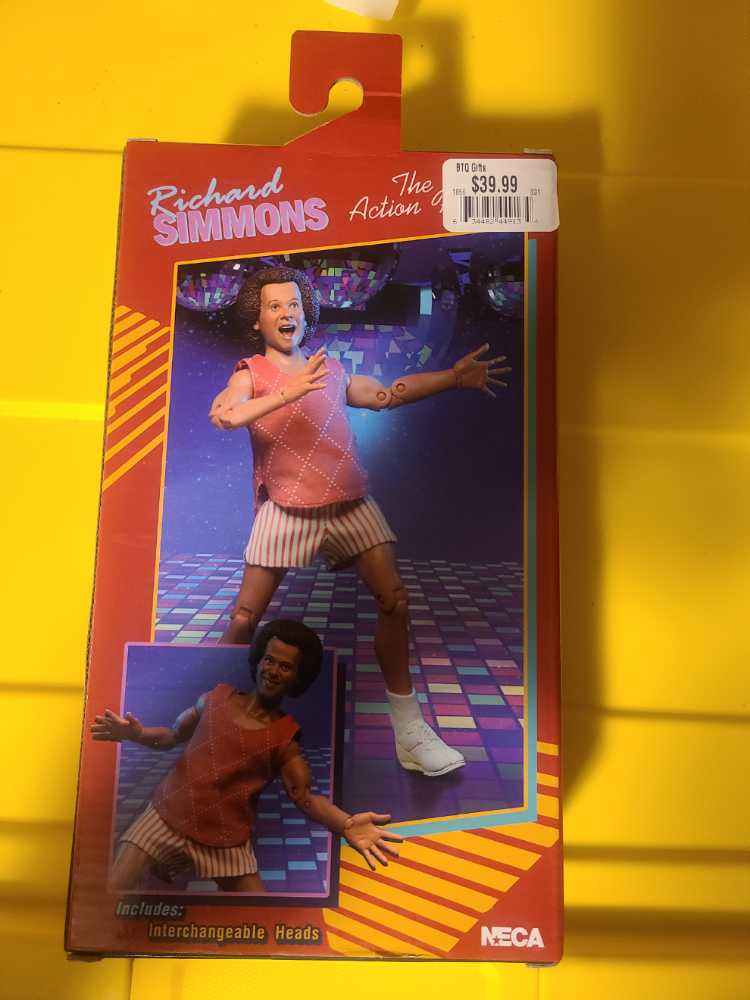 Richard
SIMMONS
The
Action
BTQ Gifts
$39.99
Includes:
Interchangeable Heads
NECA